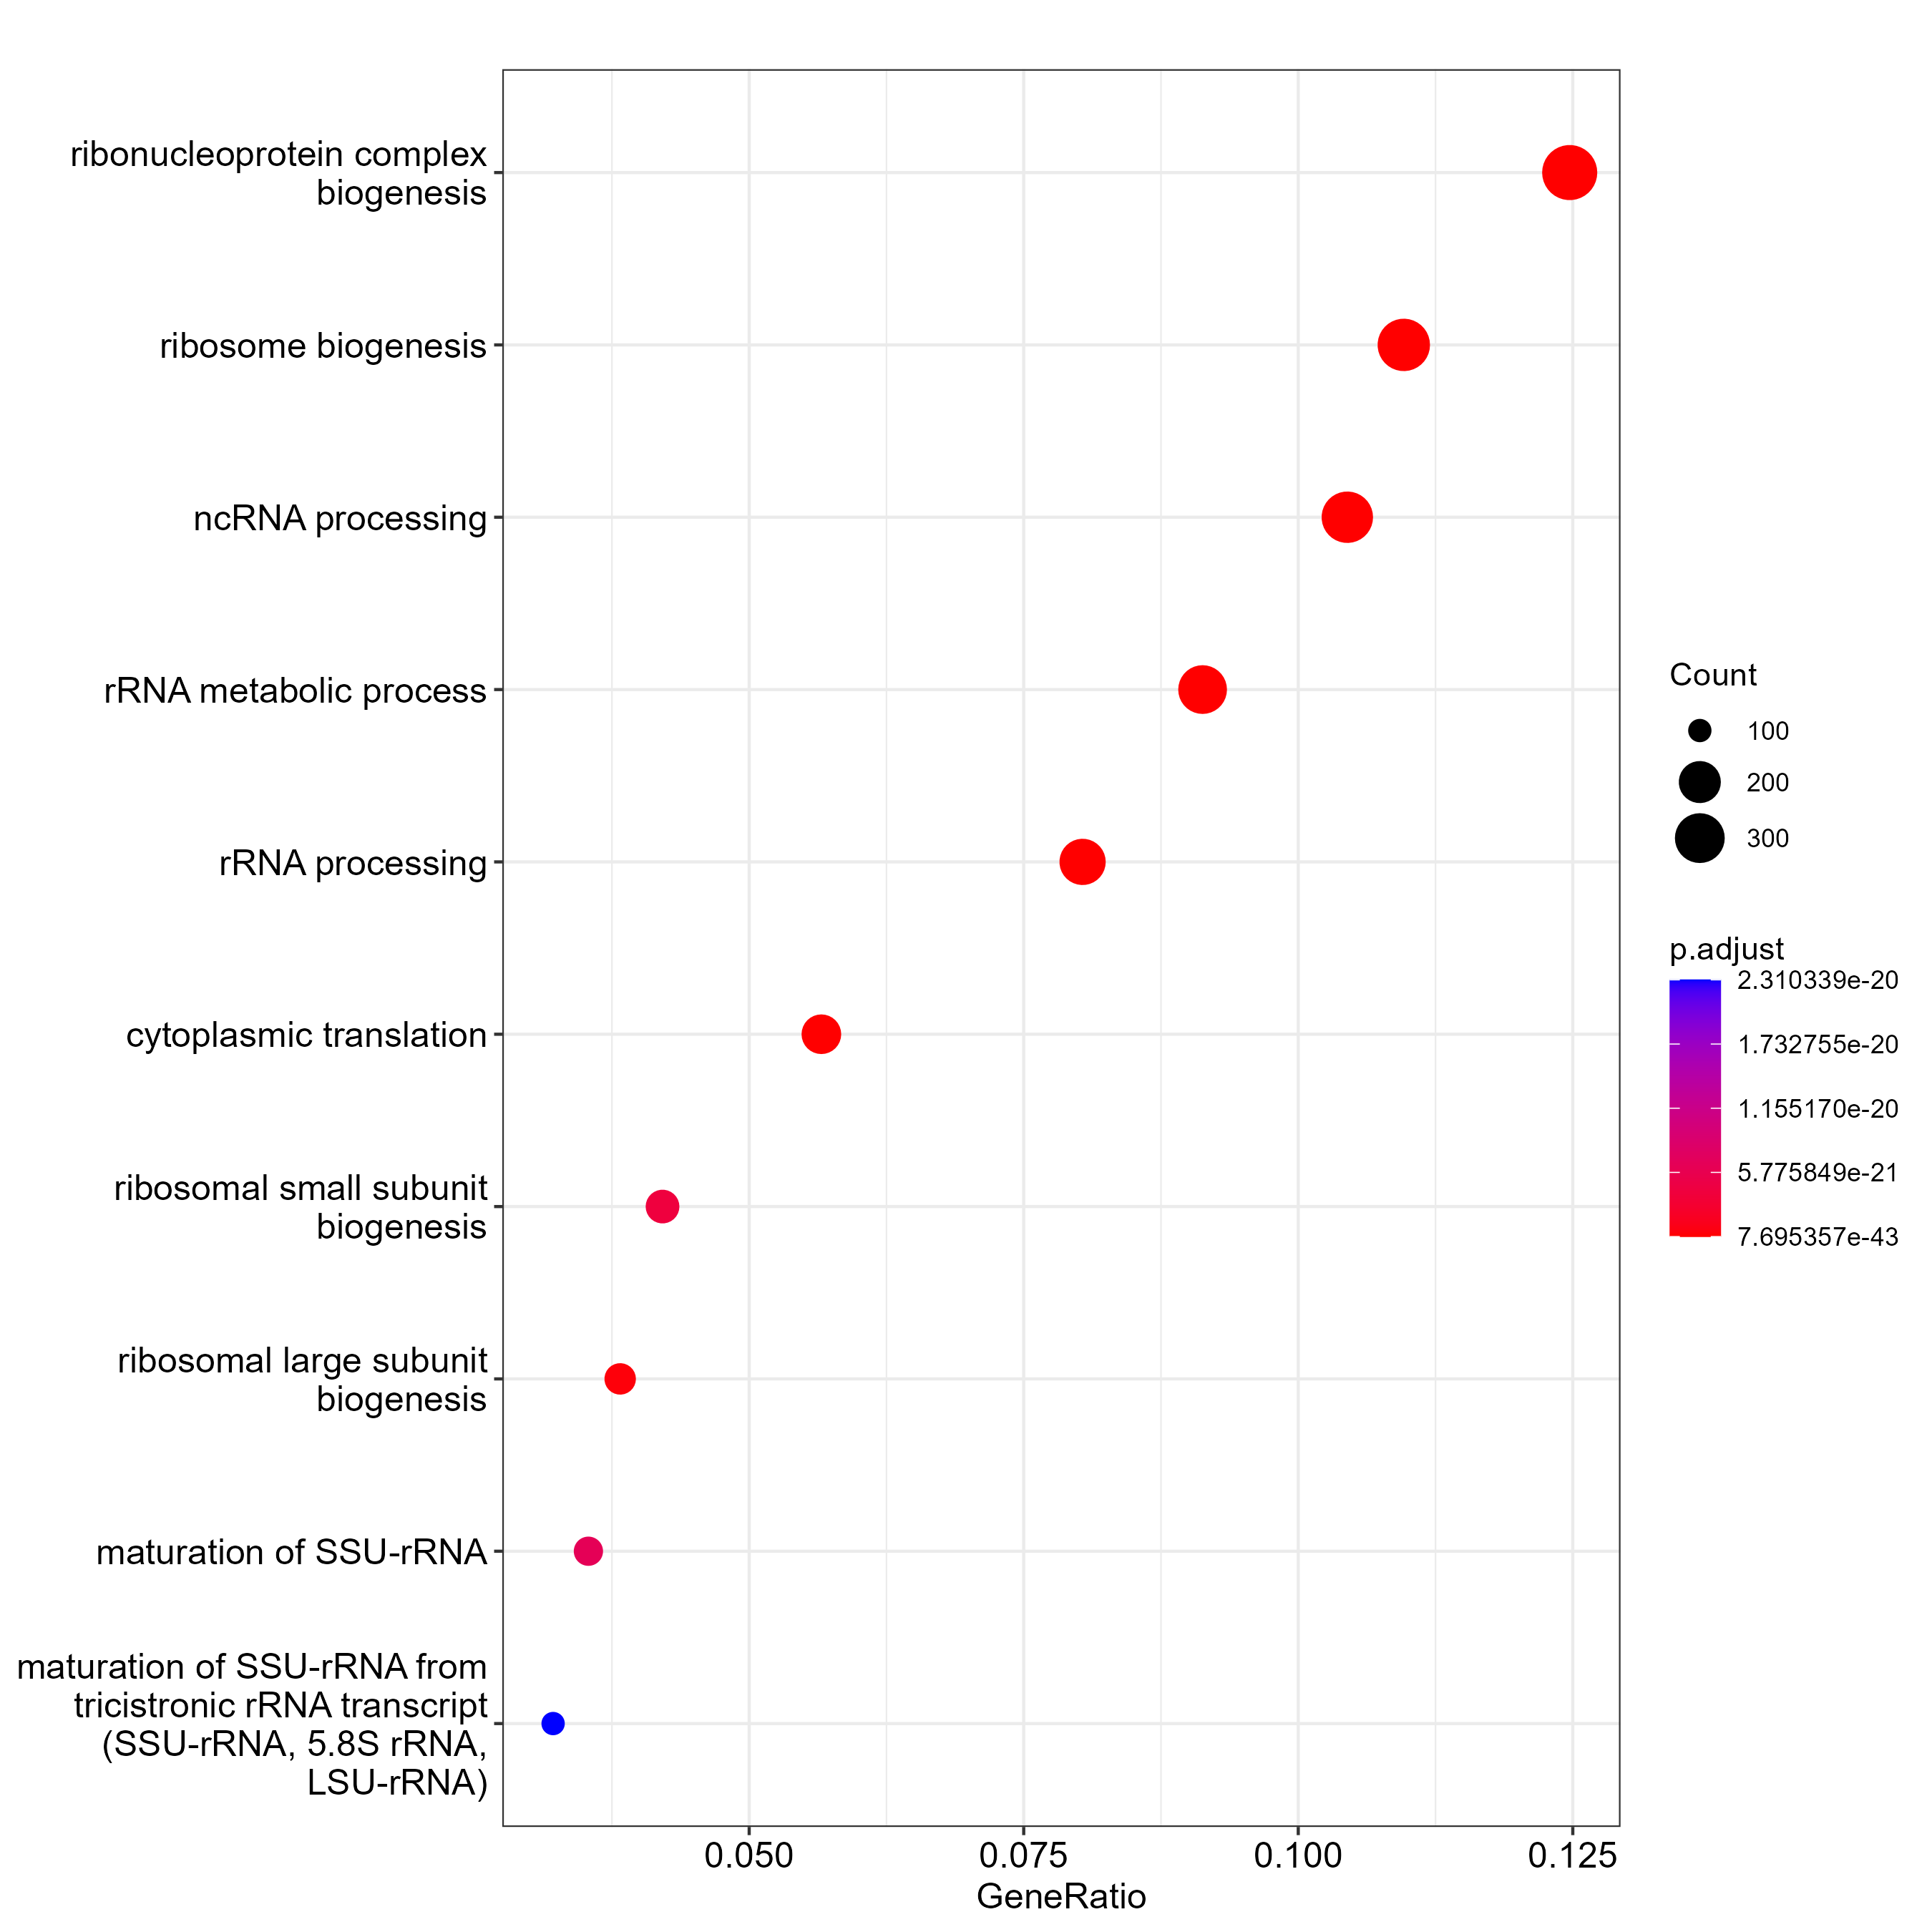 ribonucleoprotein complex
biogenesis
ribosome biogenesis
ncRNA processing
rRNA metabolic process
rRNA processing
cytoplasmic translation
ribosomal small subunit
biogenesis
ribosomal large subunit
biogenesis
maturation of SSU-rRNA
maturation of SSU-rRNA from
tricistronic rRNA transcript
(SSU-rRNA, 5.8S rRNA,
LSU-rRNA)
0.050 0.075 0.100 0.125
GeneRatio
Count
100
200
300
p.adjust
2.310339e-20
1.732755e-20
1.155170e-20
5.775849e-21
7.695357e-43